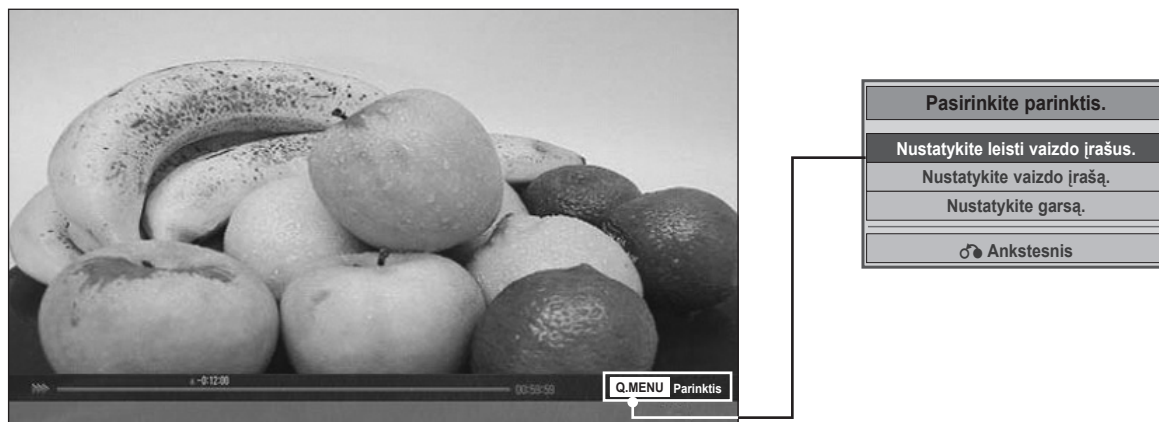 -0:12:00
00:59:59
Q.MENU Parinktis
Pasirinkite parinktis.
Nustatykite leisti vaizdo įrašus.
Nustatykite vaizdo įrašą.
Nustatykite garsą.
Ankstesnis